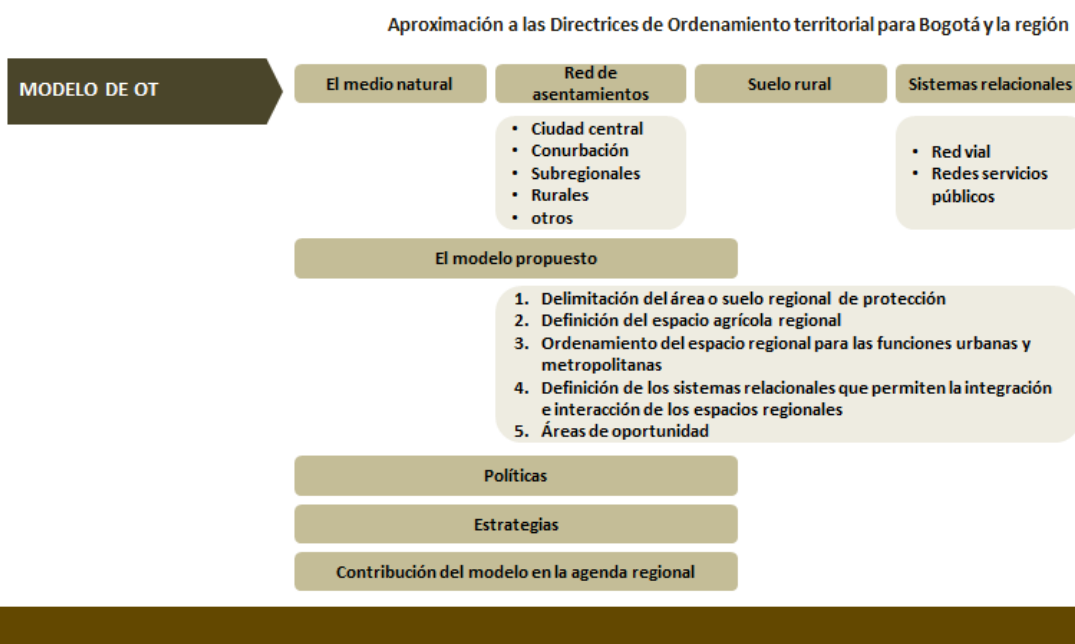 Aproximación a las Directrices de Ordenamiento territorial para Bogotá y la región
MODELO DE OT
El medio natural
Red de
asentamientos
Suelo rural
Sistemas relacionales
• Ciudad central
• Conurbación
• Subregionales
• Rurales
• otros
• Red vial
• Redes servicios
públicos
El modelo propuesto
1. Delimitación del área o suelo regional de protección
2. Definición del espacio agrícola regional
3. Ordenamiento del espacio regional para las funciones urbanas y
metropolitanas
4. Definición de los sistemas relacionales que permiten la integración
e interacción de los espacios regionales
5. Áreas de oportunidad
Políticas
Estrategias
Contribución del modelo en la agenda regional